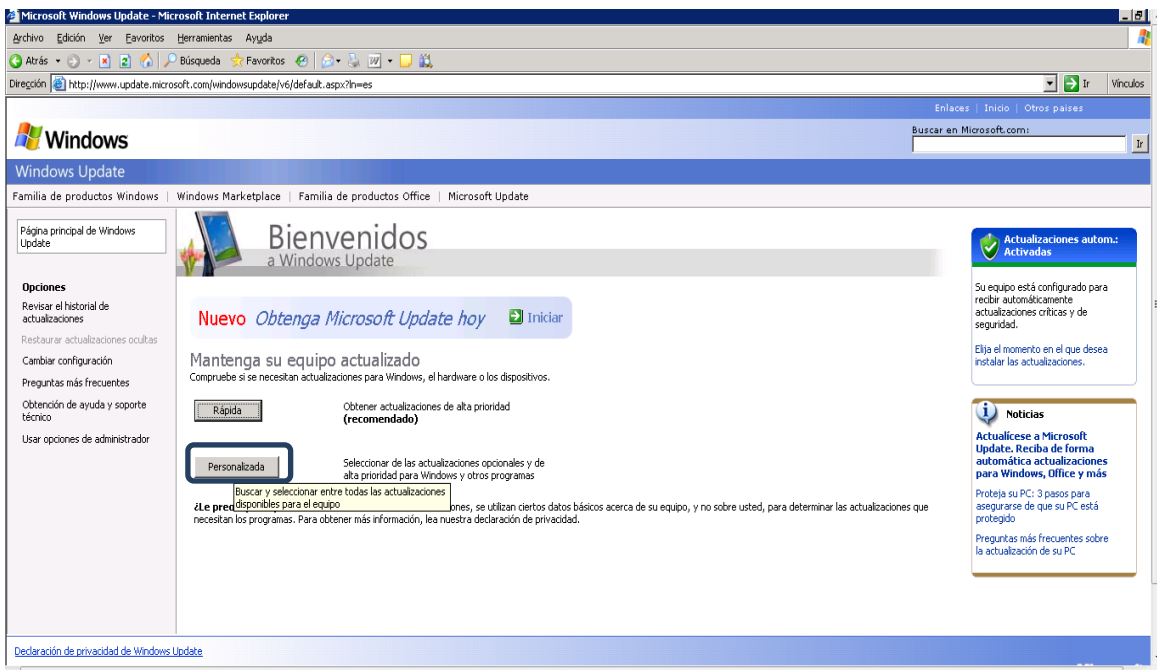 Microsoft Windows Update - Microsoft Internet Explorer
Archivo Edición Ver Favoritos Herramientas Ayuda
Atrás Búsqueda Favoritos
Dirección http://www.update.microsoft.com/windowsupdate/v6/default.aspx?ln=es Ir Vínculos
Enlaces | Inicio | Otros países
Windows
Buscar en Microsoft.com:
Ir
Windows Update
Familia de productos Windows | Windows Marketplace | Familia de productos Office | Microsoft Update
Página principal de Windows
Update
Opciones
Revisar el historial de
actualizaciones
Restaurar actualizaciones ocultas
Cambiar configuración
Preguntas más frecuentes
Obtención de ayuda y soporte
técnico
Usar opciones de administrador
Bienvenidos
a Windows Update
Nuevo Obtenga Microsoft Update hoy Iniciar
Mantenga su equipo actualizado
Compruebe si se necesitan actualizaciones para Windows, el hardware o los dispositivos.
Rápida
Obtener actualizaciones de alta prioridad
(recomendado)
Personalizada
Seleccionar de las actualizaciones opcionales y de
alta prioridad para Windows y otros programas
Buscar y seleccionar entre todas las actualizaciones
disponibles para el equipo
¿Le ones, se utilizan ciertos datos básicos acerca de su equipo, y no sobre usted, para determinar las actualizaciones que
necesitan los programas. Para obtener más información, lea nuestra declaración de privacidad.
Actualizaciones autom.:
Activadas
Su equipo está configurado para
recibir automáticamente
actualizaciones críticas y de
seguridad.
Elija el momento en el que desea
instalar las actualizaciones.
Noticias
Actualícese a Microsoft
Update. Reciba de forma
automática actualizaciones
para Windows, Office y más
Proteja su PC: 3 pasos para
asegurarse de que su PC está
protegido
Preguntas más frecuentes sobre
la actualización de su PC
Declaración de privacidad de Windows Update